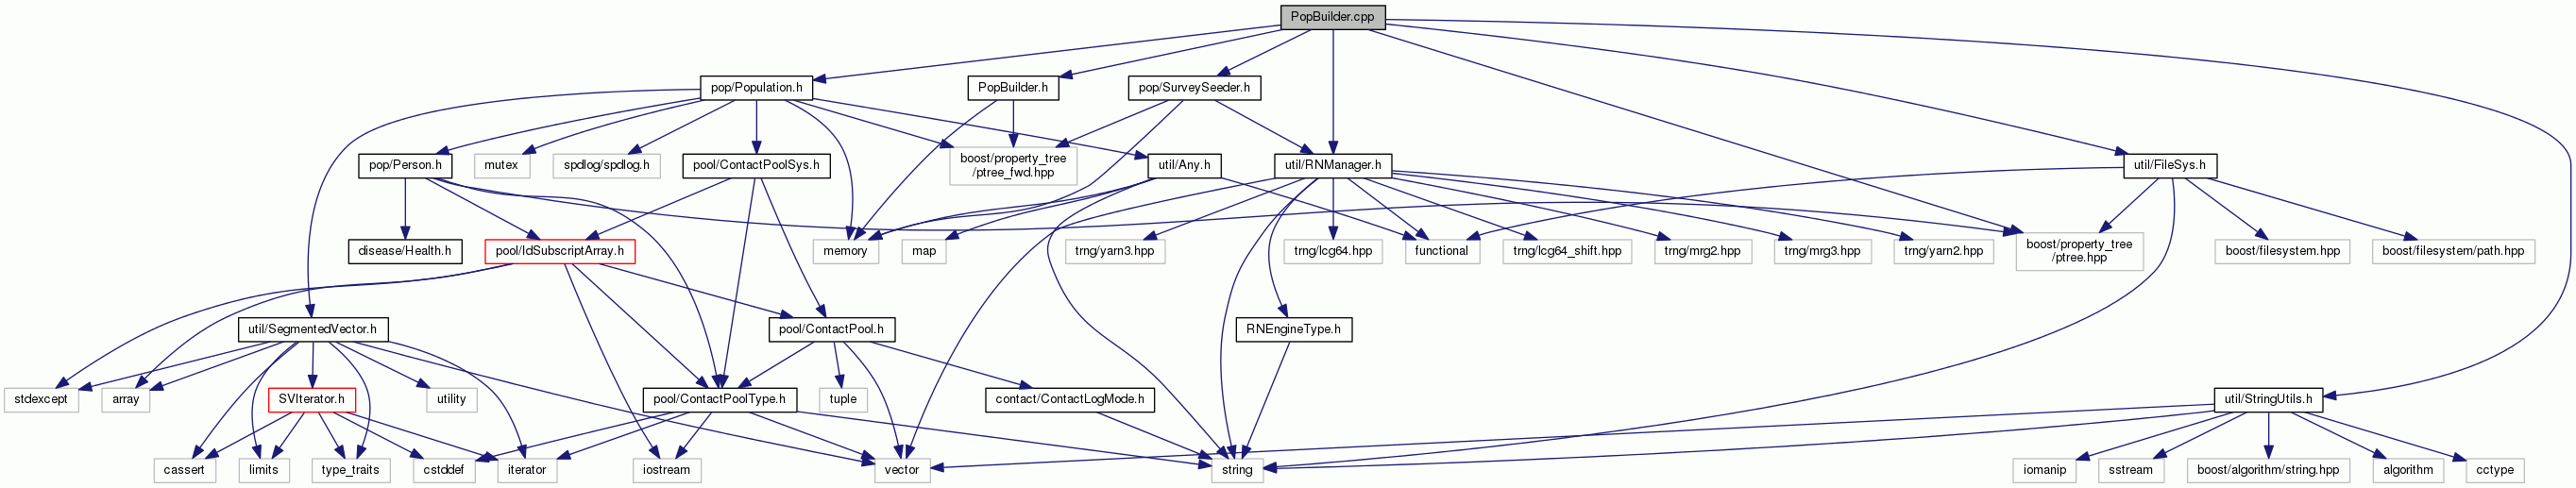 PopBuilder.cpp
pop/Population.h
PopBuilder.h
pop/SurveySeeder.h
pop/Person.h
mutex
spdlog/spdlog.h
pool/ContactPoolSys.h
boost/property_tree
/ptree_fwd.hpp
util/Any.h
util/RNManager.h
util/FileSys.h
disease/Health.h
pool/IdSubscriptArray.h
memory
map
trng/yarn3.hpp
trng/lcg64.hpp
functional
trng/lcg64_shift.hpp
trng/mrg2.hpp
trng/mrg3.hpp
trng/yarn2.hpp
boost/property_tree
/ptree.hpp
boost/filesystem.hpp
boost/filesystem/path.hpp
util/SegmentedVector.h
pool/ContactPool.h
RNEngineType.h
stdexcept
array
SVIterator.h
utility
pool/ContactPoolType.h
tuple
contact/ContactLogMode.h
util/StringUtils.h
cassert
limits
type_traits
cstddef
iterator
iostream
vector
string
iomanip
sstream
boost/algorithm/string.hpp
algorithm
cctype